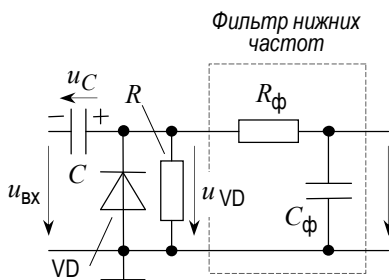 Фильтр нижних
частот
u_C
R
R_ф
− +
C
u_вх
u_VD
C_ф
VD